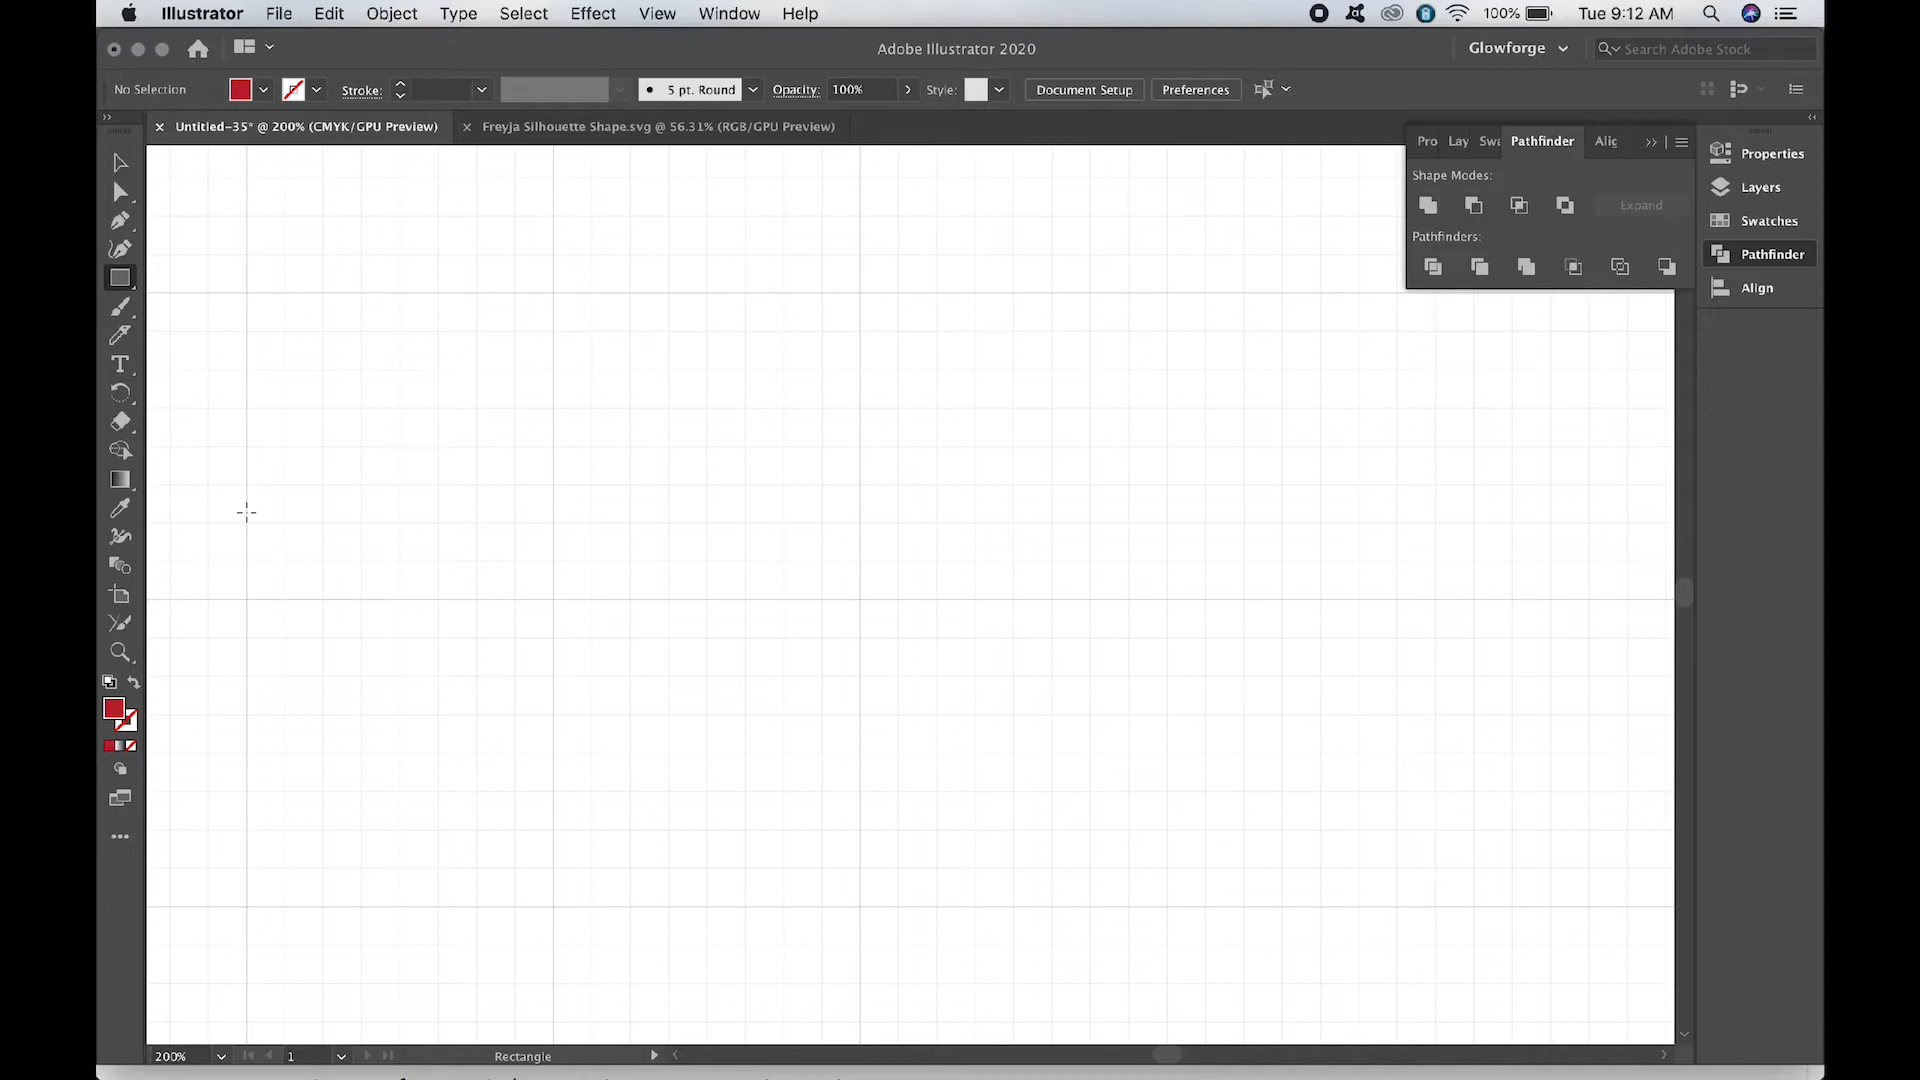 Illustrator File Edit Object Type Select Effect View Window Help 100% Tue 9:12 AM
Adobe Illustrator 2020 Glowforge Search Adobe Stock
No Selection Stroke: 5 pt. Round Opacity: 100% Style: Document Setup Preferences
Untitled-35* @ 200% (CMYK/GPU Preview) Freyja Silhouette Shape.svg @ 56.31% (RGB/GPU Preview)
Pro Lay Swa Pathfinder Alig
Shape Modes:
Expand
Pathfinders:
Properties
Layers
Swatches
Pathfinder
Align
200% 1 Rectangle